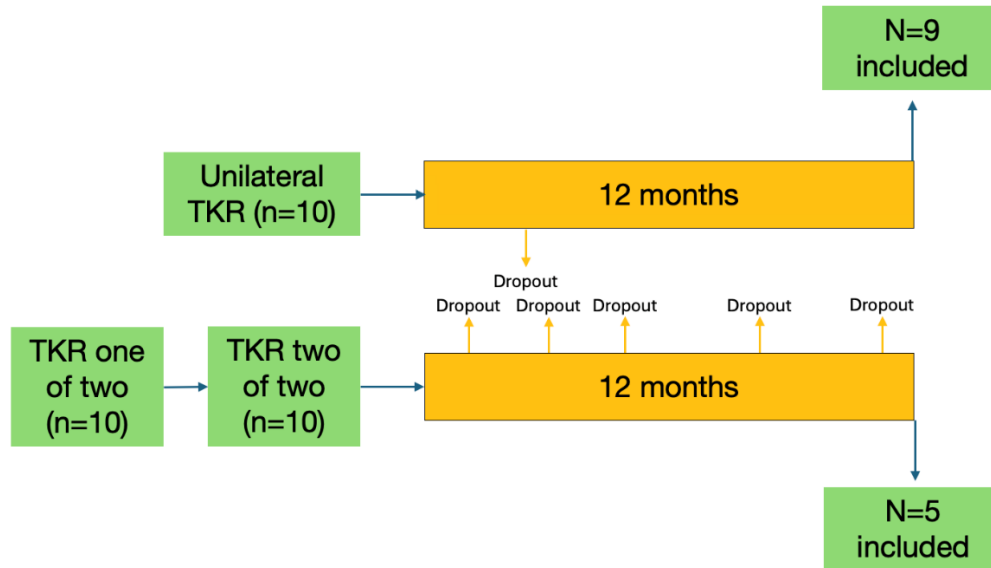 N=9
included
Unilateral
TKR (n=10)
12 months
Dropout
Dropout
Dropout
Dropout
Dropout
Dropout
TKR one
of two
(n=10)
TKR two
of two
(n=10)
12 months
N=5
included